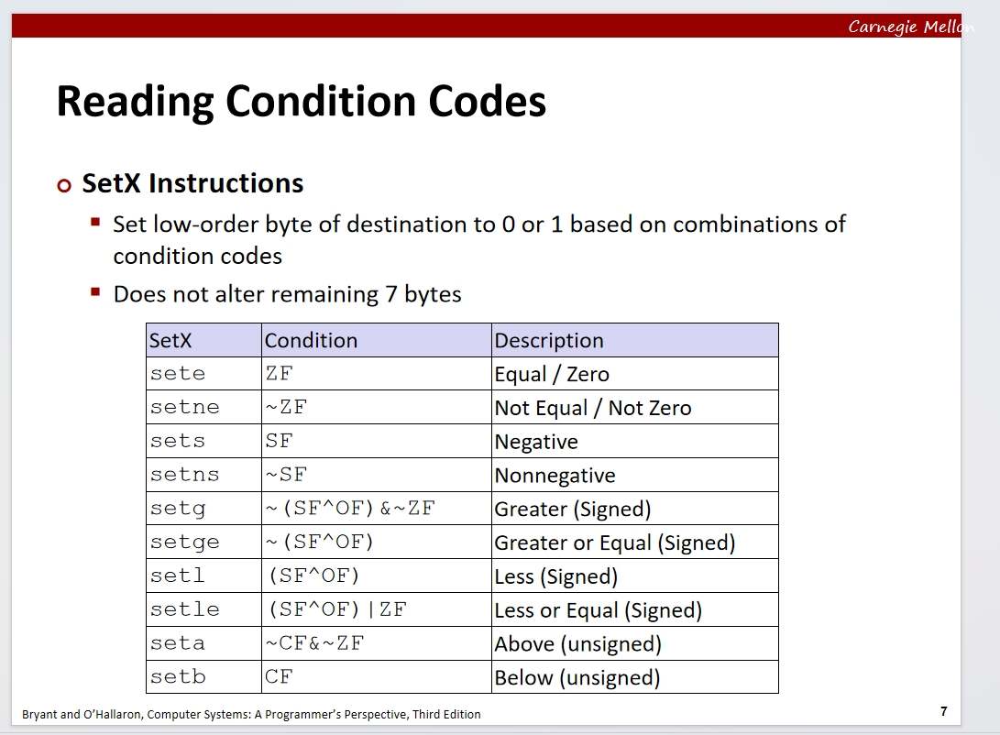 Carnegie Mellon
Reading Condition Codes
SetX Instructions
Set low-order byte of destination to 0 or 1 based on combinations of
condition codes
Does not alter remaining 7 bytes
SetX Condition Description
sete ZF Equal / Zero
setne ~ZF Not Equal / Not Zero
sets SF Negative
setns ~SF Nonnegative
setg ~(SF^OF)&~ZF Greater (Signed)
setge ~(SF^OF) Greater or Equal (Signed)
setl (SF^OF) Less (Signed)
setle (SF^OF)|ZF Less or Equal (Signed)
seta ~CF&~ZF Above (unsigned)
setb CF Below (unsigned)
Bryant and O’Hallaron, Computer Systems: A Programmer’s Perspective, Third Edition 7